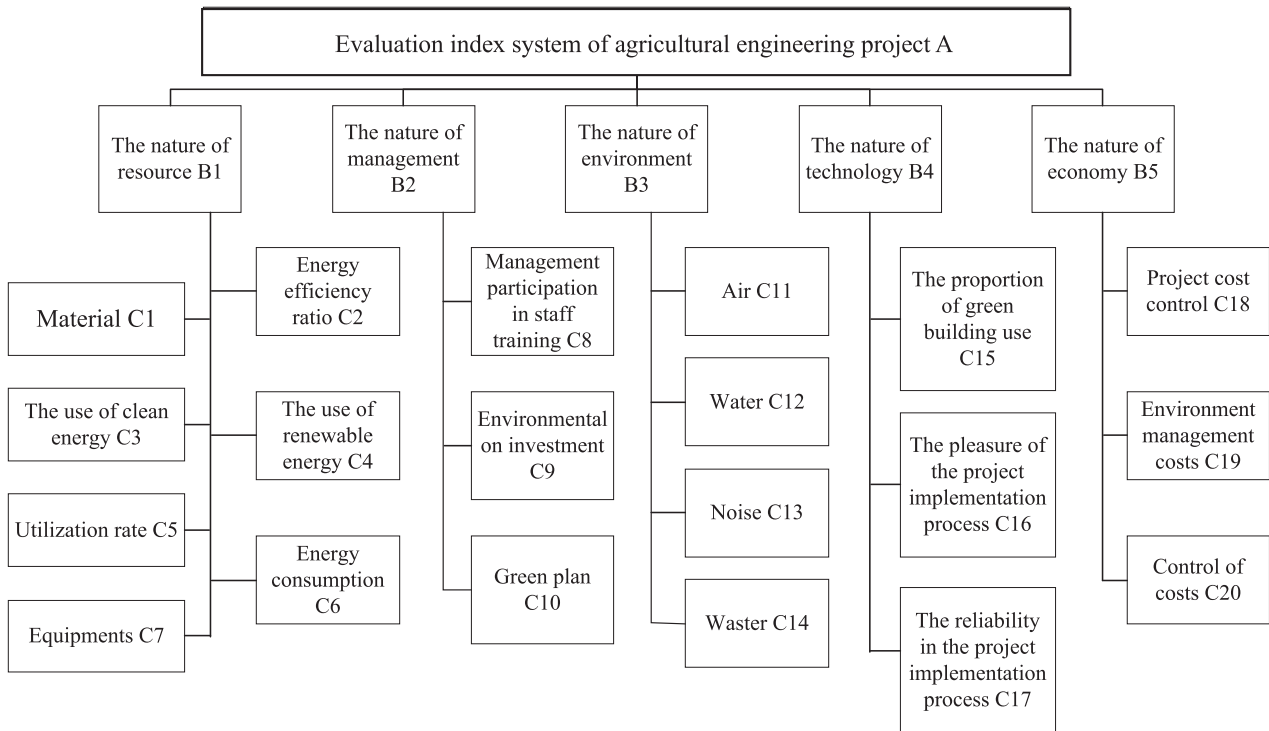 Evaluation index system of agricultural engineering project A
The nature of
resource B1
The nature of
management
B2
The nature of
environment
B3
The nature of
technology B4
The nature of
economy B5
Material C1
Energy
efficiency
ratio C2
The use of clean
energy C3
The use of
renewable
energy C4
Utilization rate C5
Energy
consumption
C6
Equipments C7
Management
participation
in staff
training C8
Environmental
on investment
C9
Green plan
C10
Air C11
Water C12
Noise C13
Waster C14
The proportion
of green
building use
C15
The pleasure of
the project
implementation
process C16
The reliability
in the project
implementation
process C17
Project cost
control C18
Environment
management
costs C19
Control of
costs C20